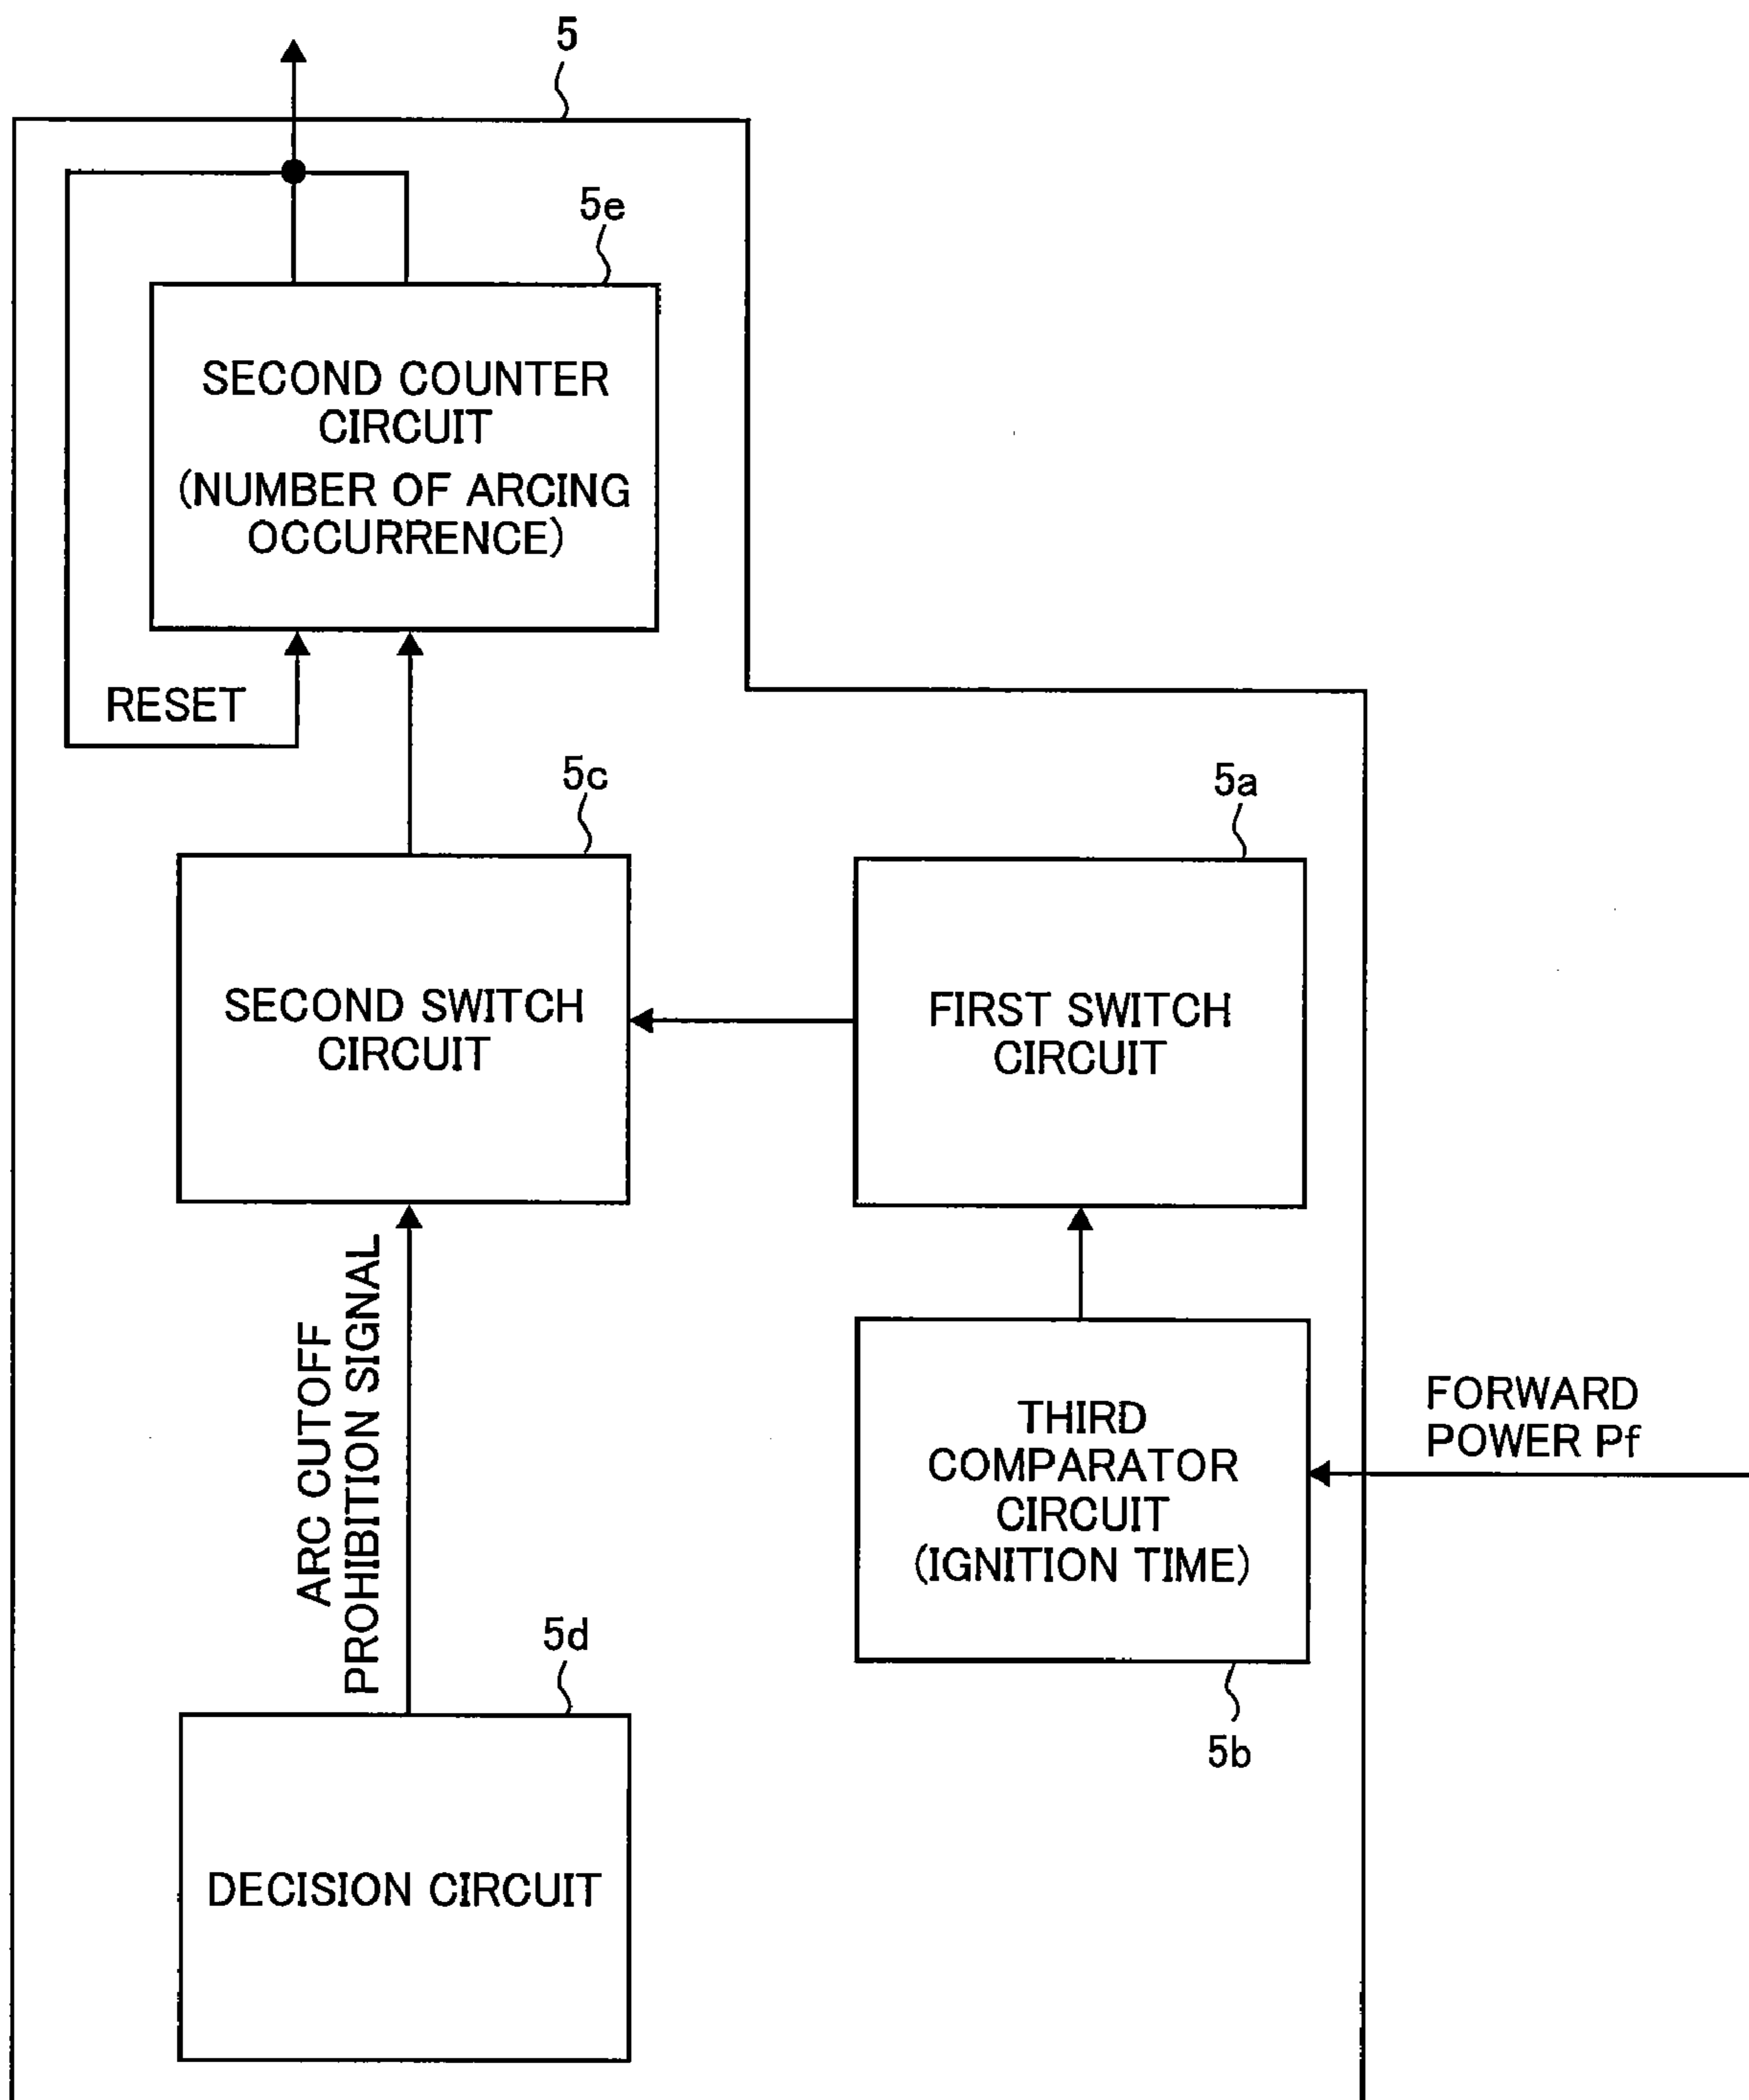 5
5e
SECOND COUNTER
CIRCUIT
(NUMBER OF ARCING
OCCURRENCE)
RESET
5c
5a
SECOND SWITCH
CIRCUIT
FIRST SWITCH
CIRCUIT
ARC CUTOFF
PROHIBITION SIGNAL
THIRD
COMPARATOR
CIRCUIT
(IGNITION TIME)
FORWARD
POWER Pf
5d
5b
DECISION CIRCUIT